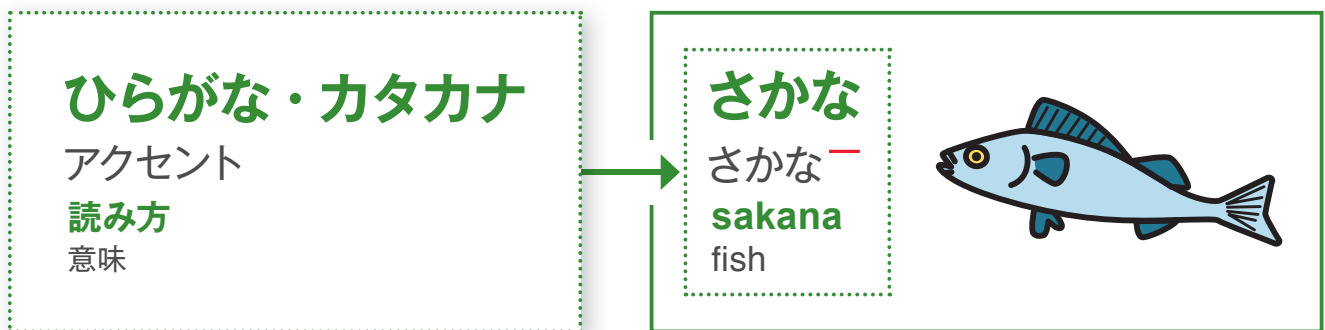 ひらがな・カタカナ
アクセント
読み方
意味
さかな
さかな
sakana
fish